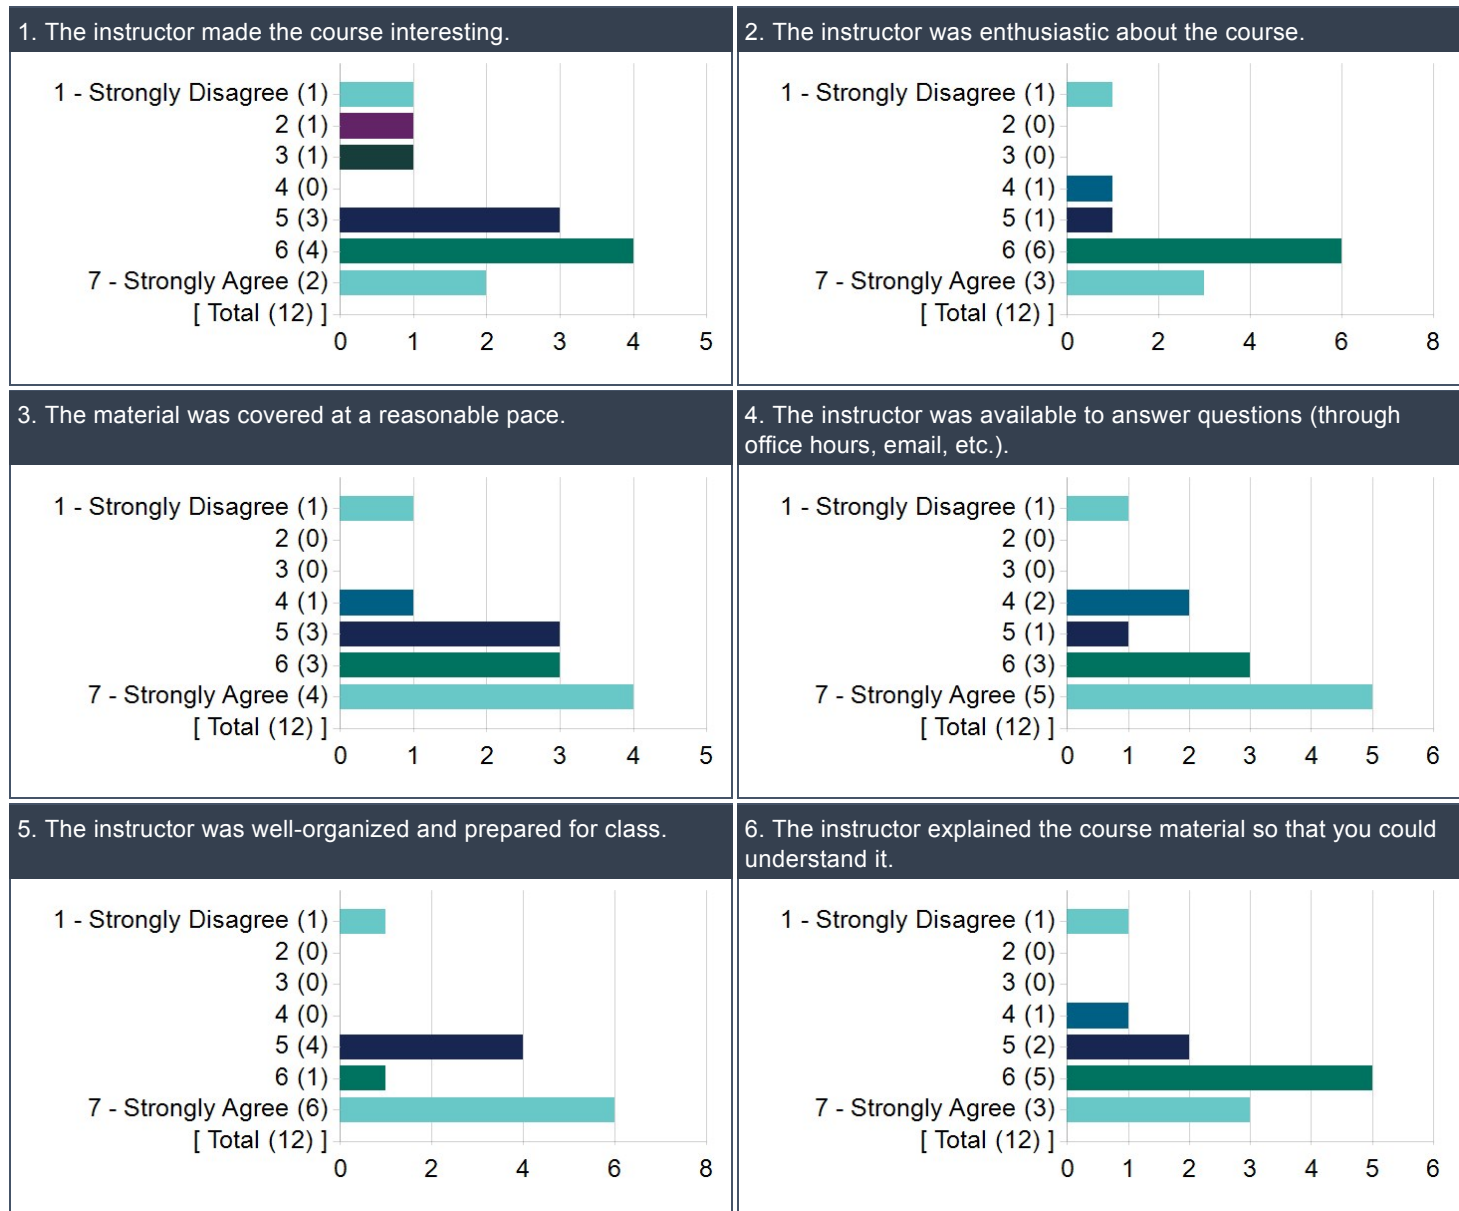 1. The instructor made the course interesting.
1 - Strongly Disagree (1)
2 (1)
3 (1)
4 (0)
5 (3)
6 (4)
7 - Strongly Agree (2)
[ Total (12) ]
0 1 2 3 4 5
2. The instructor was enthusiastic about the course.
1 - Strongly Disagree (1)
2 (0)
3 (0)
4 (1)
5 (1)
6 (6)
7 - Strongly Agree (3)
[ Total (12) ]
0 2 4 6 8
3. The material was covered at a reasonable pace.
1 - Strongly Disagree (1)
2 (0)
3 (0)
4 (1)
5 (3)
6 (3)
7 - Strongly Agree (4)
[ Total (12) ]
0 1 2 3 4 5
4. The instructor was available to answer questions (through
office hours, email, etc.).
1 - Strongly Disagree (1)
2 (0)
3 (0)
4 (2)
5 (1)
6 (3)
7 - Strongly Agree (5)
[ Total (12) ]
0 1 2 3 4 5 6
5. The instructor was well-organized and prepared for class.
1 - Strongly Disagree (1)
2 (0)
3 (0)
4 (0)
5 (4)
6 (1)
7 - Strongly Agree (6)
[ Total (12) ]
0 2 4 6 8
6. The instructor explained the course material so that you could
understand it.
1 - Strongly Disagree (1)
2 (0)
3 (0)
4 (1)
5 (2)
6 (5)
7 - Strongly Agree (3)
[ Total (12) ]
0 1 2 3 4 5 6